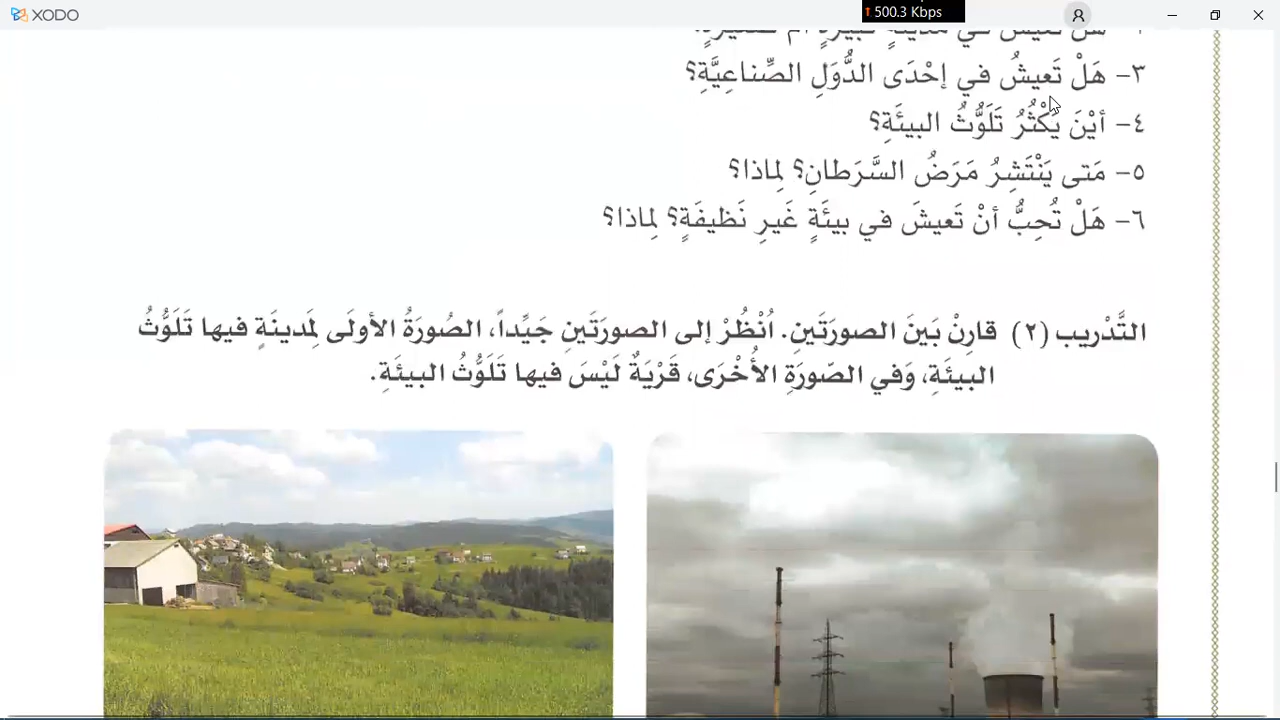 XODO
500.3 Kbps
٣- هَلْ تَعيشُ في إحْدَى الدُّوَلِ الصِّناعِيَّةِ؟
٤- أيْنَ يَكْثُرُ تَلَوُّثُ البيئَةِ؟
٥- مَتى يَنْتَشِرُ مَرَضُ السَّرَطانِ؟ لِماذا؟
٦- هَلْ تُحِبُّ أنْ تَعيشَ في بيئَةٍ غَيرِ نَظيفَةٍ؟ لِماذا؟
التَّدْريب (٢) قارِنْ بَينَ الصورَتَينِ. اُنْظُرْ إلى الصورَتَينِ جَيِّداً، الصُورَةُ الأولَى لِمَدينَةٍ فيها تَلَوُّثُ
البيئَةِ، وَفي الصّورَةِ الأُخْرَى، قَرْيَةٌ لَيْسَ فيها تَلَوُّثُ البيئَةِ.